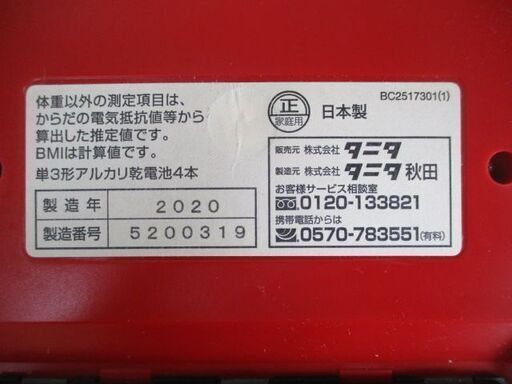 体重以外の測定項目は、
からだの電気抵抗値等から
算出した推定値です。
BMIは計算値です。
単3形アルカリ乾電池4本
製造年 2020
製造番号 5200319
BC2517301(1)
正 家庭用 日本製
販売元 株式会社 タニタ
製造元 株式会社 タニタ秋田
お客様サービス相談室
0120-133821
携帯電話からは
0570-783551(有料)